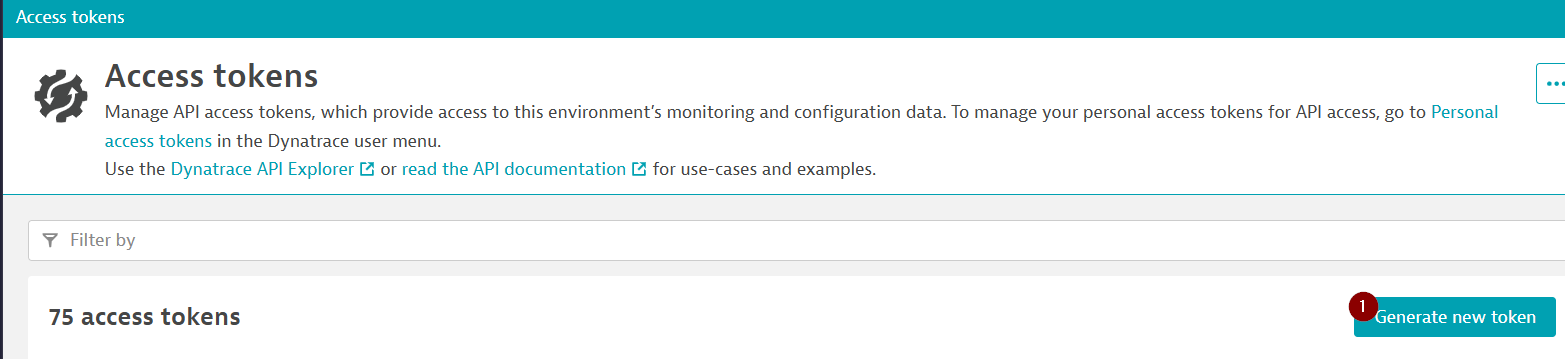 Access tokens
Access tokens
Manage API access tokens, which provide access to this environment's monitoring and configuration data. To manage your personal access tokens for API access, go to Personal
access tokens in the Dynatrace user menu.
Use the Dynatrace API Explorer or read the API documentation for use-cases and examples.
Filter by
75 access tokens
1 Generate new token